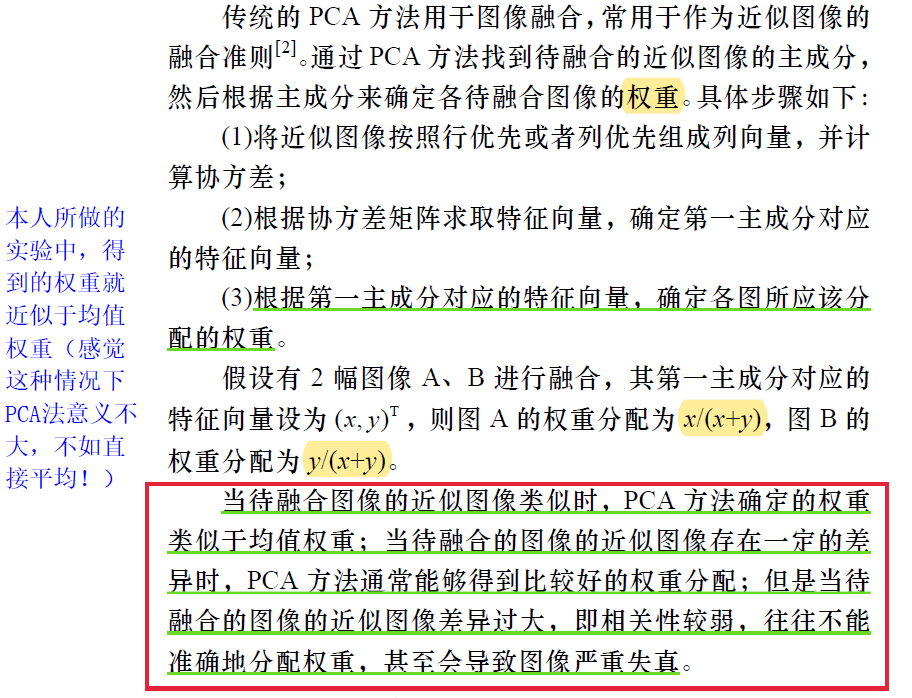 传统的 PCA 方法用于图像融合，常用于作为近似图像的
融合准则[2]。通过 PCA 方法找到待融合的近似图像的主成分，
然后根据主成分来确定各待融合图像的权重。具体步骤如下：
(1)将近似图像按照行优先或者列优先组成列向量，并计
算协方差；
(2)根据协方差矩阵求取特征向量，确定第一主成分对应
的特征向量；
(3)根据第一主成分对应的特征向量，确定各图所应该分
配的权重。
假设有 2 幅图像 A、B 进行融合，其第一主成分对应的
特征向量设为 (x, y)T，则图 A 的权重分配为 x/(x+y)，图 B 的
权重分配为 y/(x+y)。
当待融合图像的近似图像类似时，PCA 方法确定的权重
类似于均值权重；当待融合的图像的近似图像存在一定的差
异时，PCA 方法通常能够得到比较好的权重分配；但是当待
融合的图像的近似图像差异过大，即相关性较弱，往往不能
准确地分配权重，甚至会导致图像严重失真。
本人所做的
实验中，得
到的权重就
近似于均值
权重（感觉
这种情况下
PCA法意义不
大，不如直
接平均！）